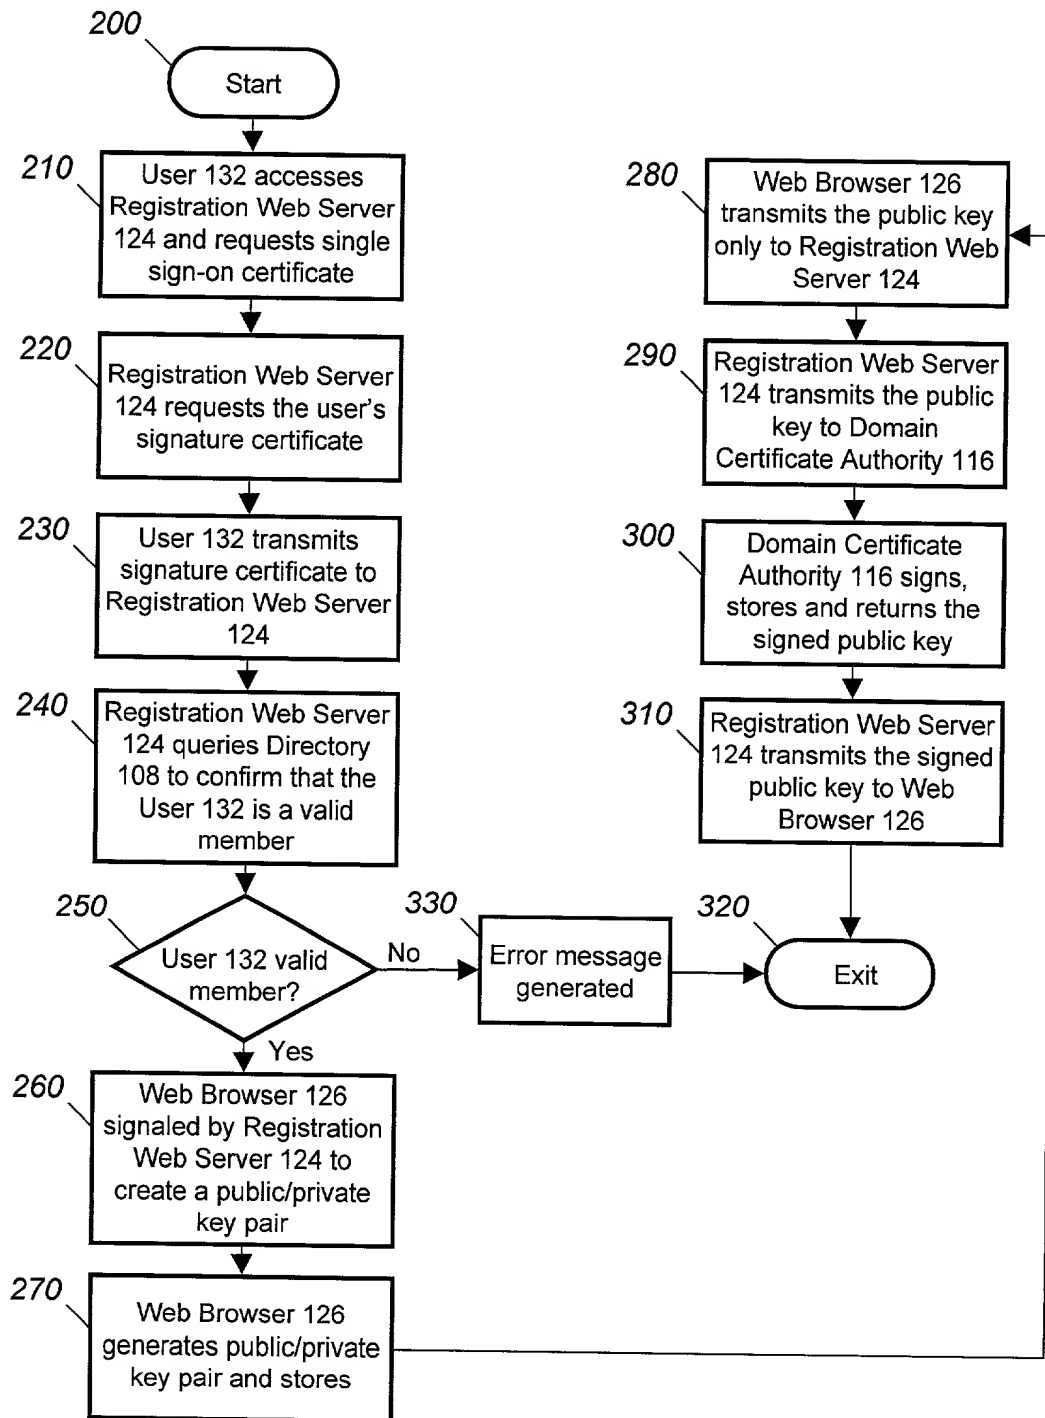 200
Start
210
User 132 accesses
Registration Web Server
124 and requests single
sign-on certificate
220
Registration Web Server
124 requests the user's
signature certificate
230
User 132 transmits
signature certificate to
Registration Web Server
124
240
Registration Web Server
124 queries Directory
108 to confirm that the
User 132 is a valid
member
250
User 132 valid
member?
No
Yes
330
Error message
generated
320
Exit
260
Web Browser 126
signaled by Registration
Web Server 124 to
create a public/private
key pair
270
Web Browser 126
generates public/private
key pair and stores
280
Web Browser 126
transmits the public key
only to Registration Web
Server 124
290
Registration Web Server
124 transmits the public
key to Domain
Certificate Authority 116
300
Domain Certificate
Authority 116 signs,
stores and returns the
signed public key
310
Registration Web Server
124 transmits the signed
public key to Web
Browser 126